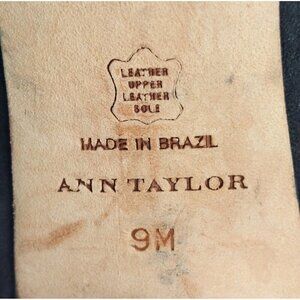 LEATHER
UPPER
LEATHER
SOLE
MADE IN BRAZIL
ANN TAYLOR
9M